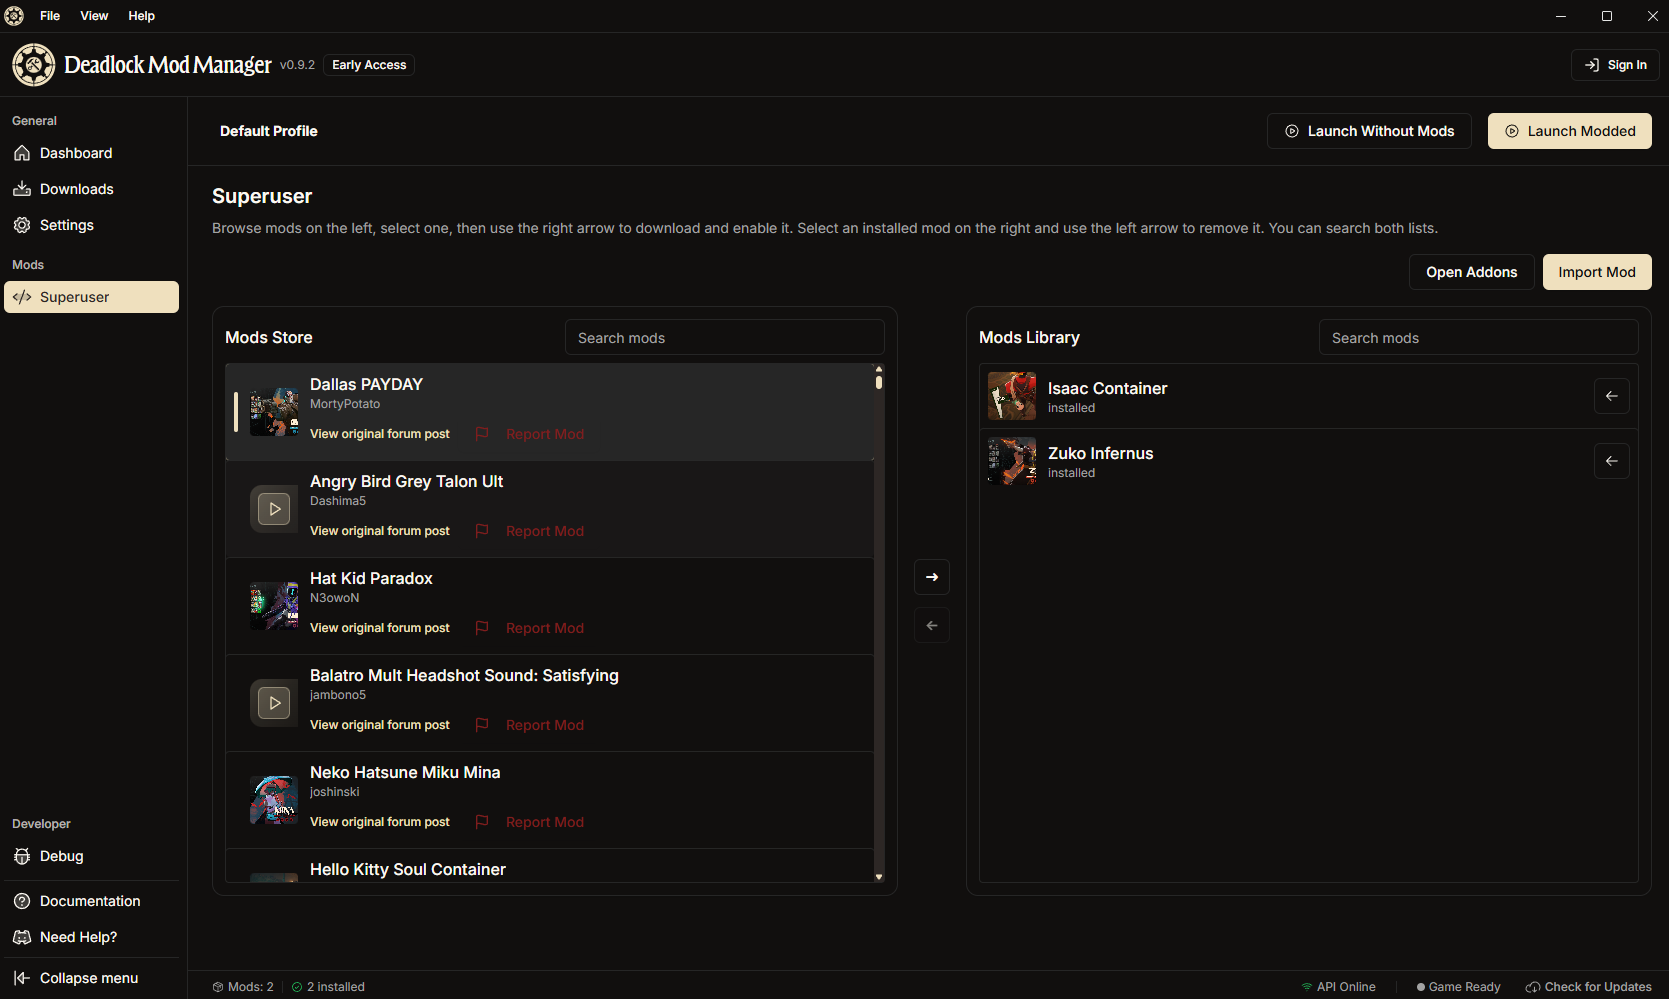 File View Help
Deadlock Mod Manager v0.9.2 Early Access
Sign In
General
Dashboard
Downloads
Settings
Mods
Superuser
Developer
Debug
Documentation
Need Help?
Collapse menu
Default Profile
Launch Without Mods
Launch Modded
Superuser
Browse mods on the left, select one, then use the right arrow to download and enable it. Select an installed mod on the right and use the left arrow to remove it. You can search both lists.
Open Addons
Import Mod
Mods Store
Search mods
Dallas PAYDAY
MortyPotato
View original forum post Report Mod
Angry Bird Grey Talon Ult
Dashima5
View original forum post Report Mod
Hat Kid Paradox
N3owoN
View original forum post Report Mod
Balatro Mult Headshot Sound: Satisfying
jambono5
View original forum post Report Mod
Neko Hatsune Miku Mina
joshinski
View original forum post Report Mod
Hello Kitty Soul Container
Mods Library
Search mods
Isaac Container
installed
Zuko Infernus
installed
Mods: 2
2 installed
API Online
Game Ready
Check for Updates